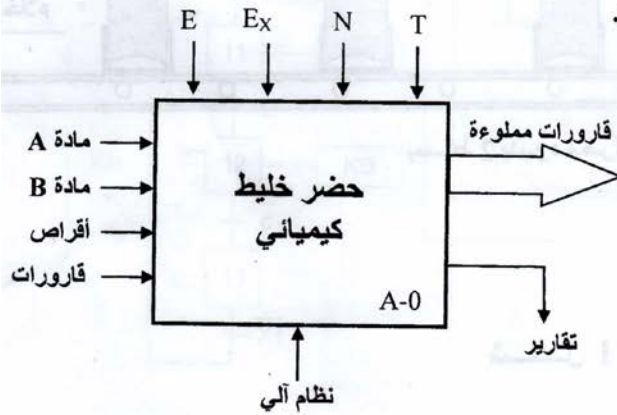 E Eₓ N T
قارورات مملوءة
مادة A
مادة B
أقراص
قارورات
حضر خليط
كيميائي
A-0
تقارير
نظام آلي